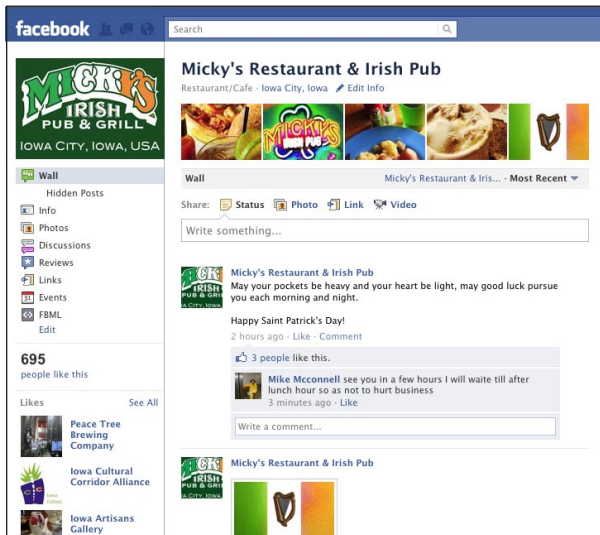 facebook
Search
MICKY'S
IRISH
PUB & GRILL
IOWA CITY, IOWA, USA
Micky's Restaurant & Irish Pub
Restaurant/Cafe · Iowa City, Iowa Edit Info
MICKY'S
IRISH PUB
Wall
Hidden Posts
Info
Photos
Discussions
Reviews
Links
31 Events
FBML
Edit
695
people like this
Likes See All
Peace Tree
Brewing
Company
Iowa Cultural
Corridor Alliance
Iowa Artisans
Gallery
Wall Micky's Restaurant & Iris... · Most Recent
Share: Status Photo Link Video
Write something...
Micky's Restaurant & Irish Pub
May your pockets be heavy and your heart be light, may good luck pursue
you each morning and night.
Happy Saint Patrick's Day!
2 hours ago · Like · Comment
3 people like this.
Mike Mcconnell see you in a few hours I will wait till after
lunch hour so as not to hurt business
3 minutes ago · Like
Write a comment...
Micky's Restaurant & Irish Pub